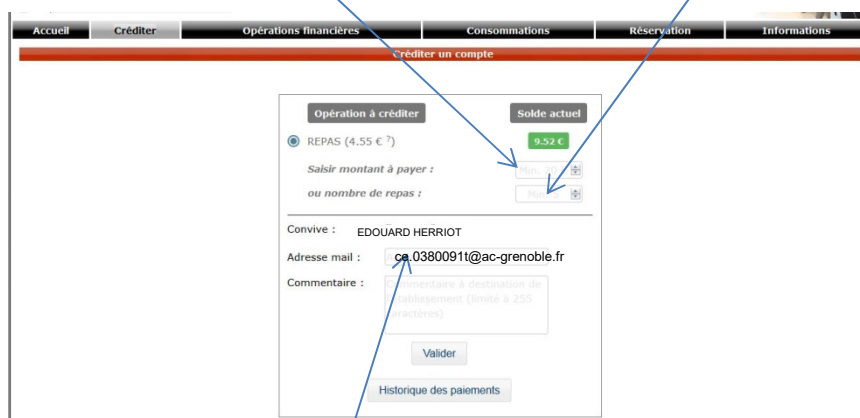 Accueil Créditer Opérations financières Consommations Réservation Informations
Créditer un compte
Opération à créditer Solde actuel
REPAS (4.55 € ?) 9.52 €
Saisir montant à payer : Min.
ou nombre de repas : Min.
Convive : EDOUARD HERRIOT
Adresse mail : ce.0380091t@ac-grenoble.fr
Commentaire : Commentaire à destination de
l'établissement (limité à 255
caractères)
Valider
Historique des paiements